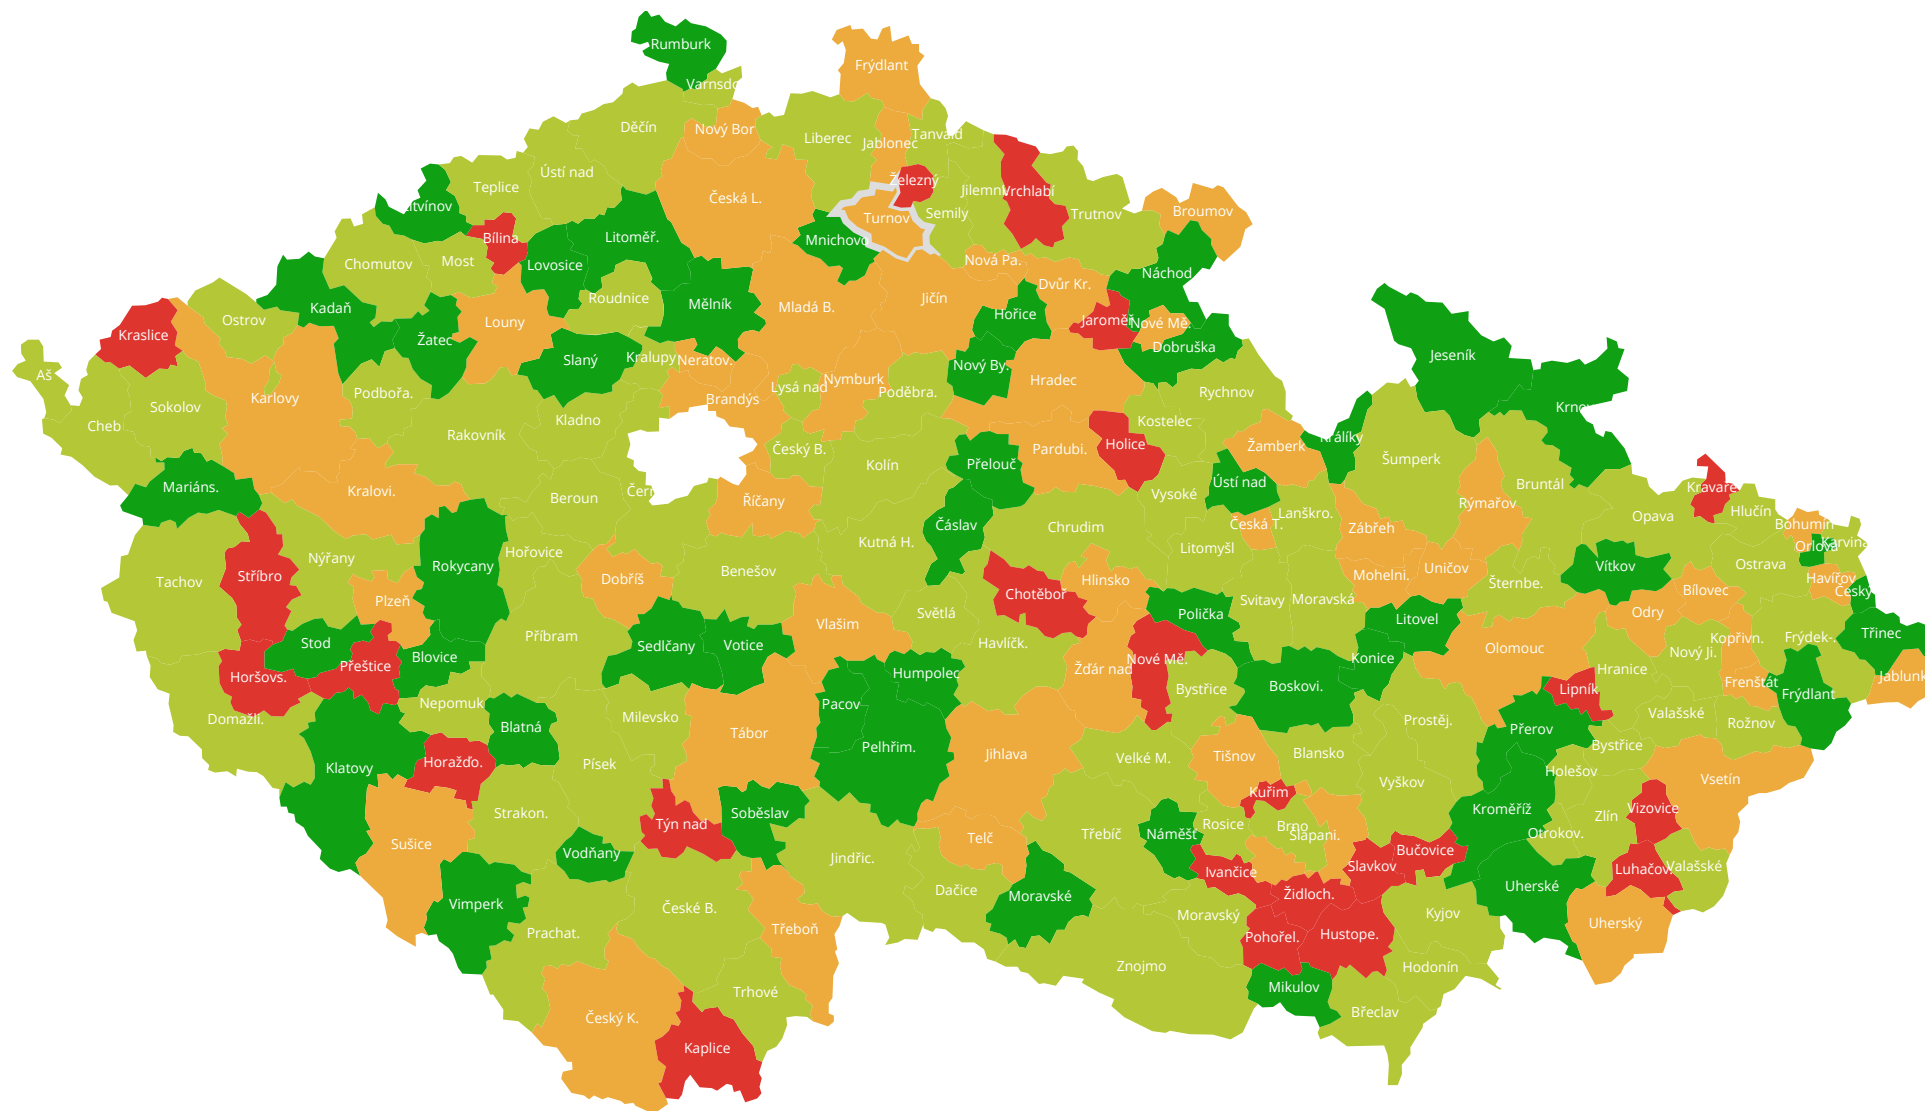 Rumburk
Frýdlant
Varnsdo
Děčín
Nový Bor
Liberec
Jablonec
Tanvald
Teplice
Ústí nad
Železný
Jilemni
Vrchlabí
Česká L.
Litvínov
Semily
Trutnov
Broumov
Turnov
Bílina
Litoměř.
Mnichovo
Chomutov
Most
Lovosice
Nová Pa.
Náchod
Roudnice
Mělník
Mladá B.
Jičín
Dvůr Kr.
Kadaň
Ostrov
Louny
Hořice
Jaroměř
Nové Mě.
Kraslice
Žatec
Dobruška
Jeseník
Slaný
Kralupy
Neratov.
Nový By.
Aš
Nymburk
Hradec
Lysá nad
Poděbra.
Rychnov
Podbořa.
Karlovy
Brandýs
Sokolov
Krnov
Cheb
Kladno
Kostelec
Rakovník
Králíky
Český B.
Pardubi.
Holice
Žamberk
Kolín
Přelouč
Šumperk
Mariáns.
Kralovi.
Ústí nad
Bruntál
Kravaře
Beroun
Čern
Říčany
Vysoké
Rýmařov
Lanškro.
Hlučín
Opava
Čáslav
Chrudim
Česká T.
Zábřeh
Bohumín
Kutná H.
Orlová
Karviná
Nýřany
Hořovice
Litomyšl
Stříbro
Rokycany
Benešov
Vítkov
Ostrava
Tachov
Dobříš
Hlinsko
Mohelni.
Uničov
Šternbe.
Havířov
Chotěboř
Bílovec
Český
Plzeň
Světlá
Svitavy
Moravská
Polička
Odry
Vlašim
Litovel
Příbram
Třinec
Stod
Sedlčany
Votice
Havlíčk.
Kopřivn.
Frýdek-.
Blovice
Konice
Olomouc
Nový Ji.
Přeštice
Žďár nad
Nové Mě.
Hranice
Horšovs.
Humpolec
Boskovi.
Bystřice
Lipník
Frenštát
Jablunk
Frýdlant
Nepomuk
Pacov
Domažli.
Milevsko
Prostěj.
Valašské
Rožnov
Blatná
Tábor
Přerov
Pelhřim.
Bystřice
Jihlava
Velké M.
Tišnov
Blansko
Klatovy
Horažďo.
Písek
Holešov
Vyškov
Vsetín
Kuřim
Strakon.
Soběslav
Kroměříž
Vizovice
Týn nad
Rosice
Brno
Zlín
Telč
Třebíč
Náměšť
Šlapani.
Otrokov.
Sušice
Vodňany
Jindřic.
Bučovice
Slavkov
Valašské
Ivančice
Luhačov.
Dačice
Uherské
Moravské
Židloch.
Vimperk
České B.
Moravský
Kyjov
Třeboň
Uherský
Prachat.
Pohořel.
Hustope.
Znojmo
Hodonín
Trhové
Mikulov
Český K.
Břeclav
Kaplice